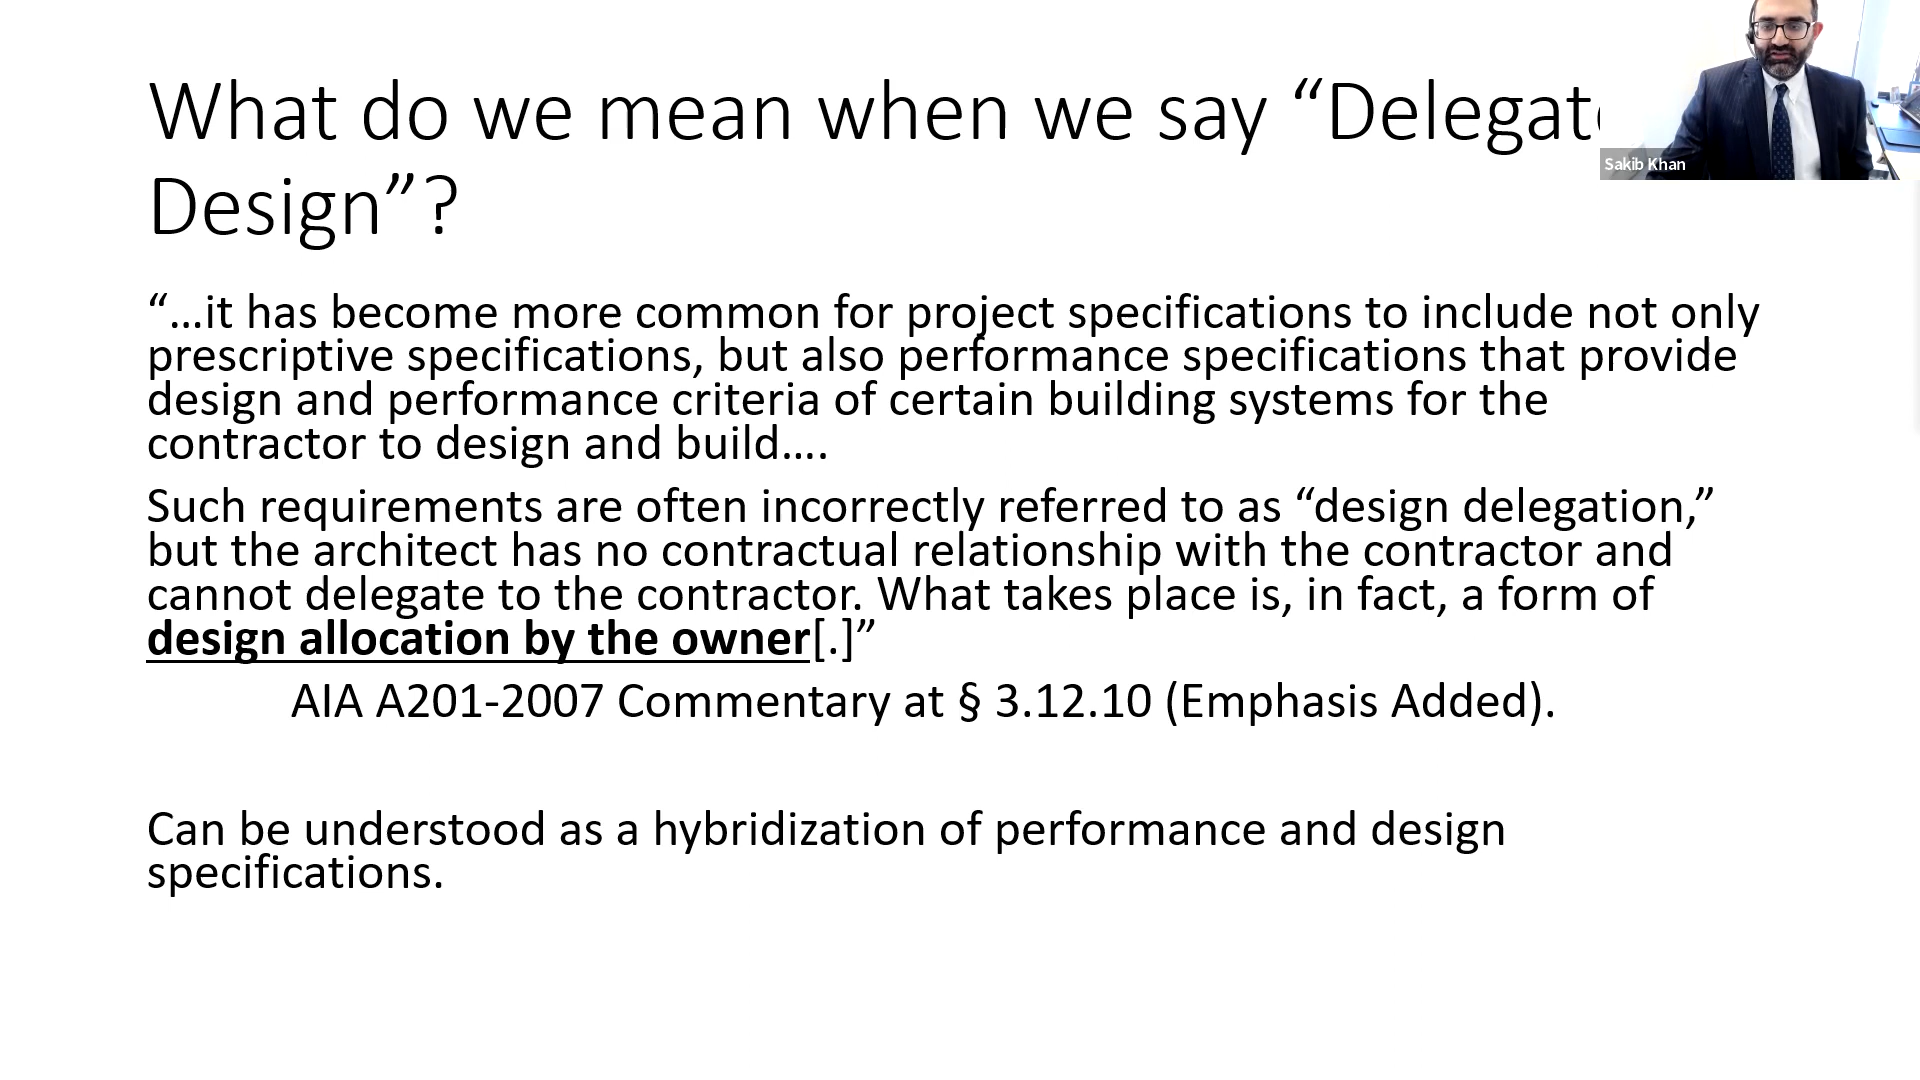 What do we mean when we say “Delegat
Sakib Khan
Design”?
“…it has become more common for project specifications to include not only
prescriptive specifications, but also performance specifications that provide
design and performance criteria of certain building systems for the
contractor to design and build….
Such requirements are often incorrectly referred to as “design delegation,”
but the architect has no contractual relationship with the contractor and
cannot delegate to the contractor. What takes place is, in fact, a form of
design allocation by the owner[.]”
AIA A201-2007 Commentary at § 3.12.10 (Emphasis Added).
Can be understood as a hybridization of performance and design
specifications.